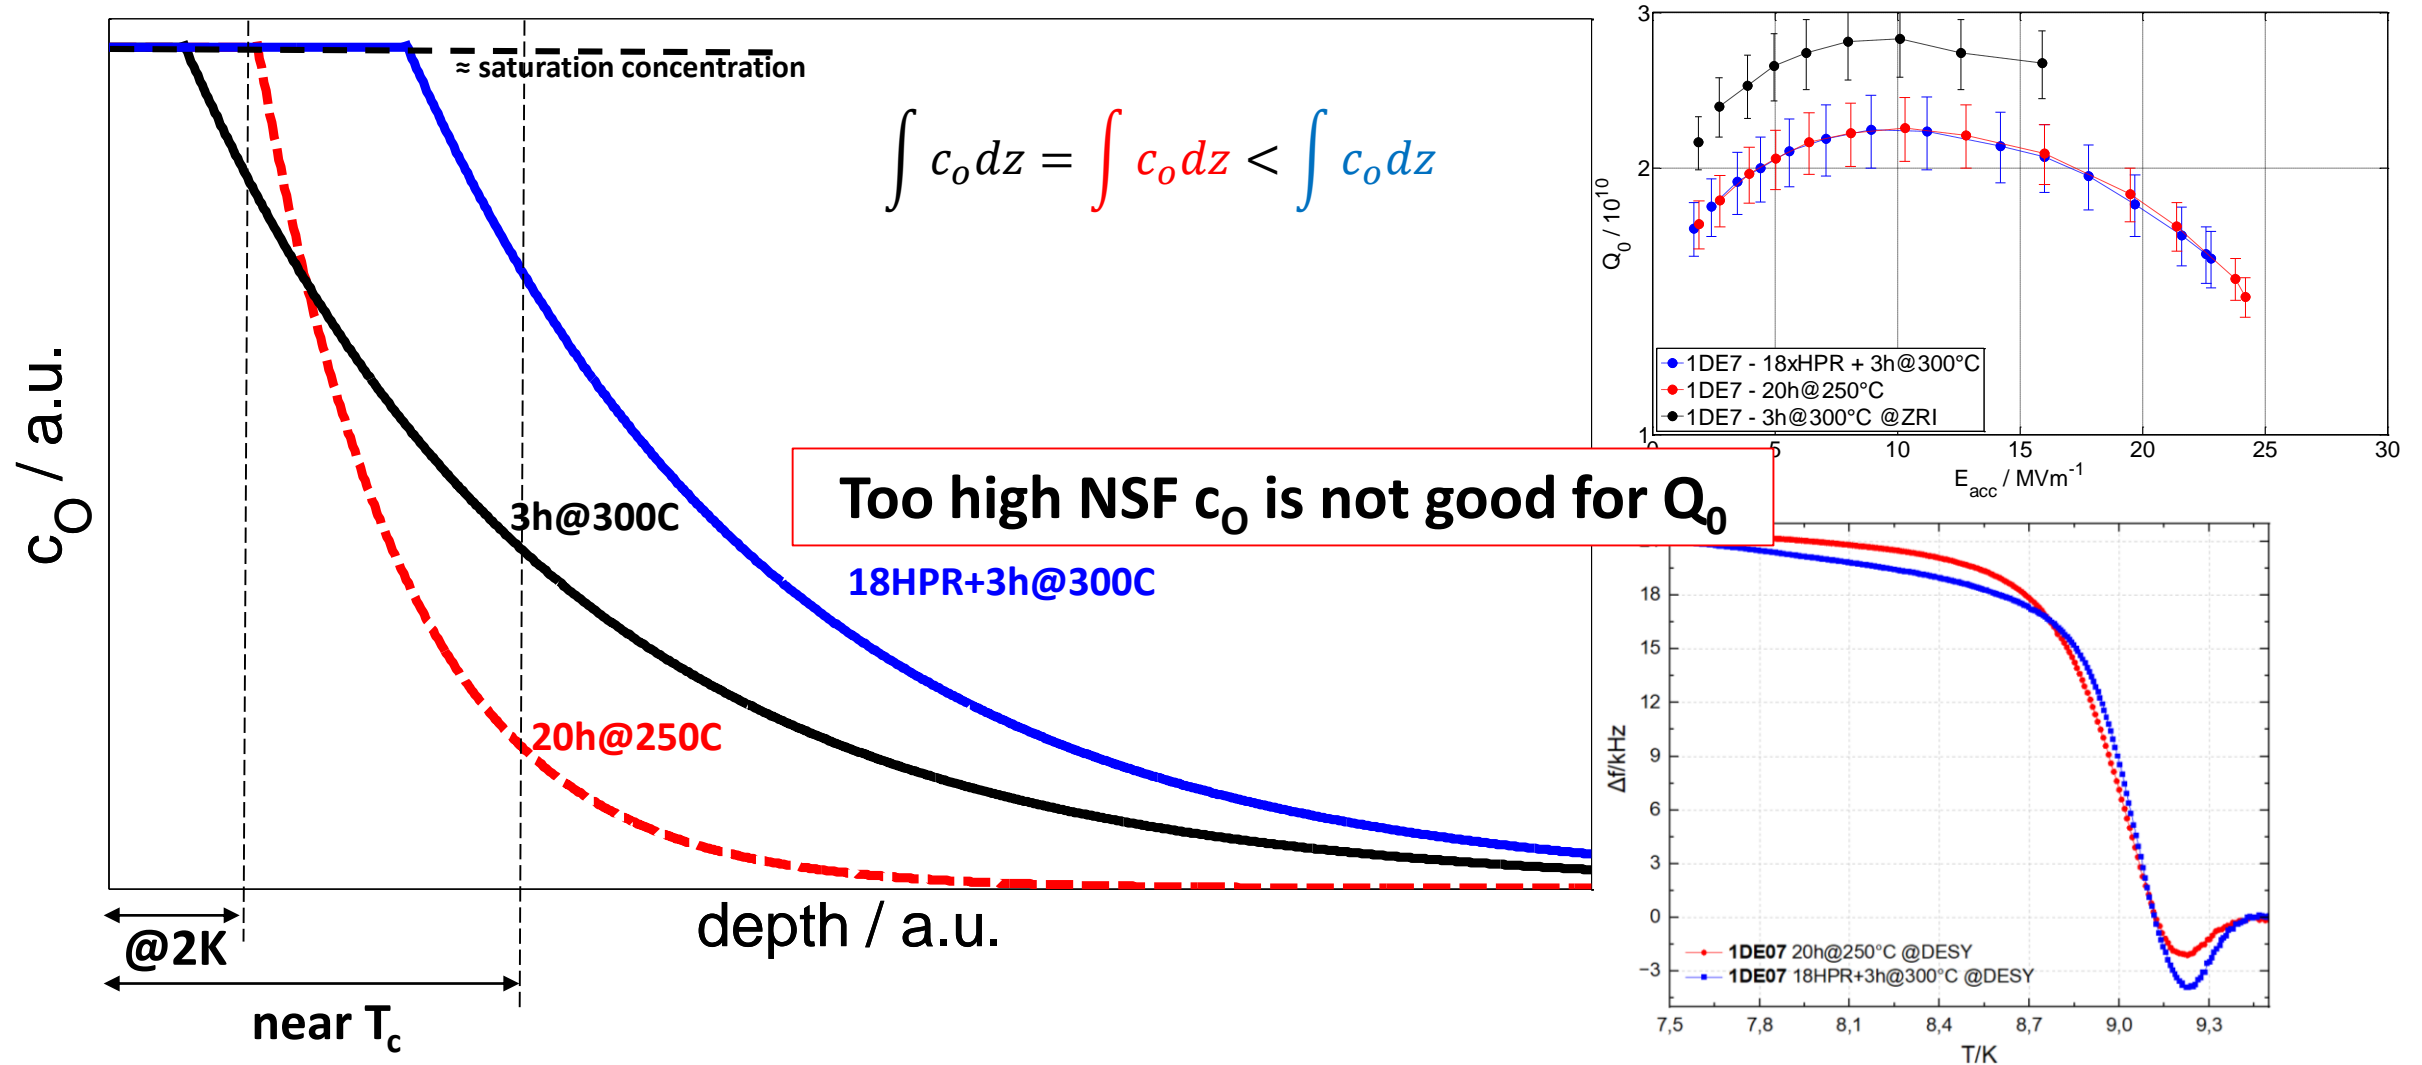 ≈ saturation concentration
∫ c_o dz = ∫ c_o dz < ∫ c_o dz
c_O / a.u.
3h@300C
18HPR+3h@300C
20h@250C
depth / a.u.
@2K
near T_c
Too high NSF c_O is not good for Q_0
3
2
1
Q_0 / 10^10
1DE7 - 18xHPR + 3h@300°C
1DE7 - 20h@250°C
1DE7 - 3h@300°C @ZRI
0 5 10 15 20 25 30
E_acc / MVm^-1
18
15
12
9
6
3
0
−3
Δf/kHz
1DE07 20h@250°C @DESY
1DE07 18HPR+3h@300°C @DESY
7,5 7,8 8,1 8,4 8,7 9,0 9,3
T/K